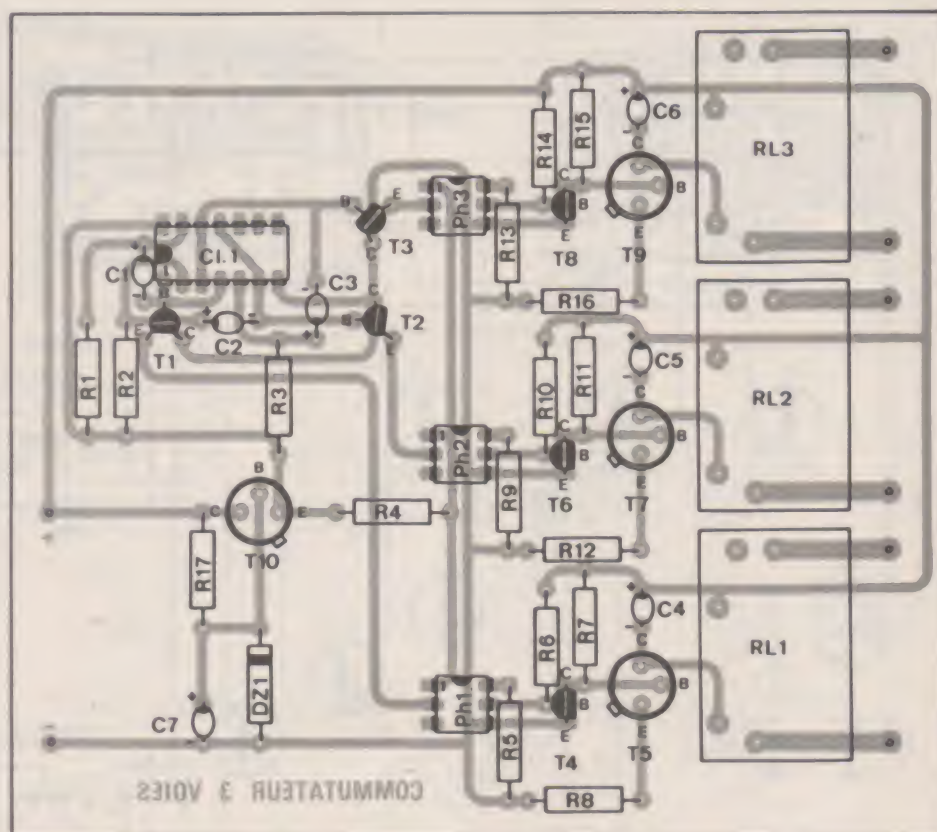 RL3
C6
R15
R14
C
B
E
T9
T8
R13
Ph3
R16
B
E
T3
C
CI.1
C1
B
E
C
T1
C2
C3
C
B
T2
E
R1
R2
R3
RL2
C5
R11
R10
C
B
E
T7
T6
R9
Ph2
R12
B
C
E
T10
R4
R17
DZ1
C7
RL1
C4
R7
R6
C
B
E
T5
T4
R5
Ph1
R8
COMMUTATEUR 3 VOIES